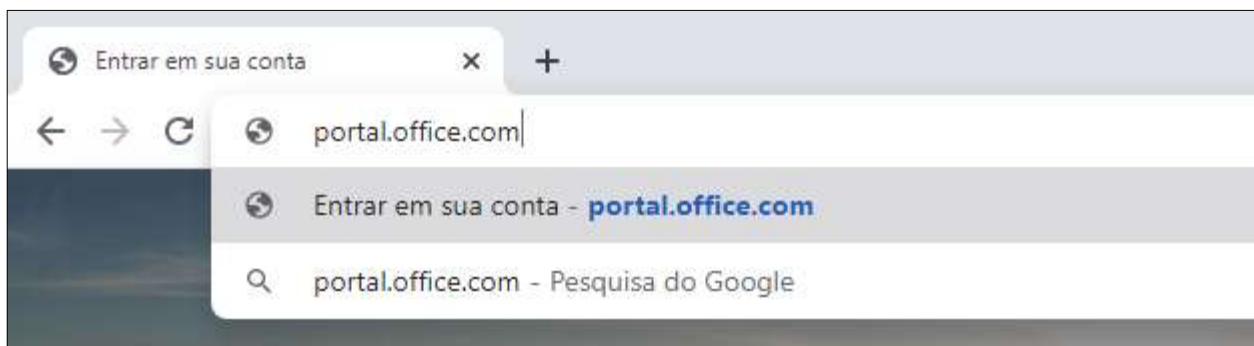 Entrar em sua conta
portal.office.com
Entrar em sua conta - portal.office.com
portal.office.com - Pesquisa do Google